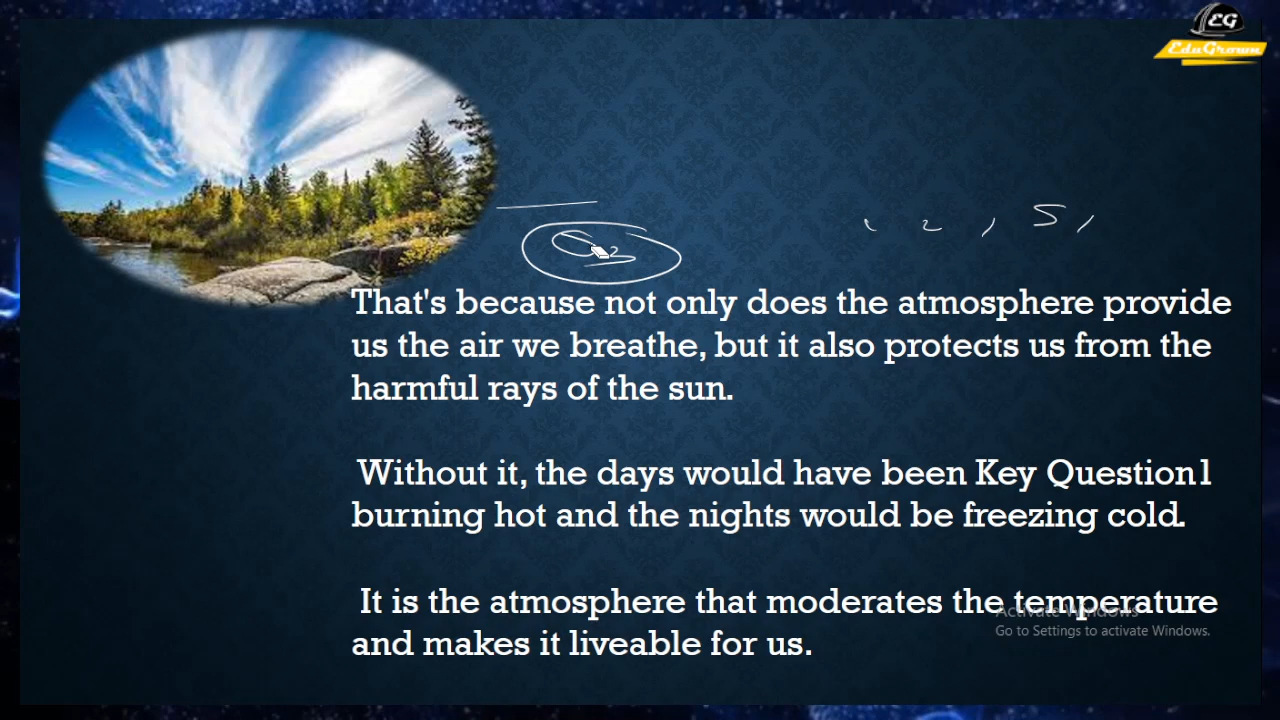 EG
EduGrown
2
2 , 5 ,
That's because not only does the atmosphere provide
us the air we breathe, but it also protects us from the
harmful rays of the sun.
Without it, the days would have been Key Question1
burning hot and the nights would be freezing cold.
It is the atmosphere that moderates the temperature
and makes it liveable for us.
Activate Windows
Go to Settings to activate Windows.